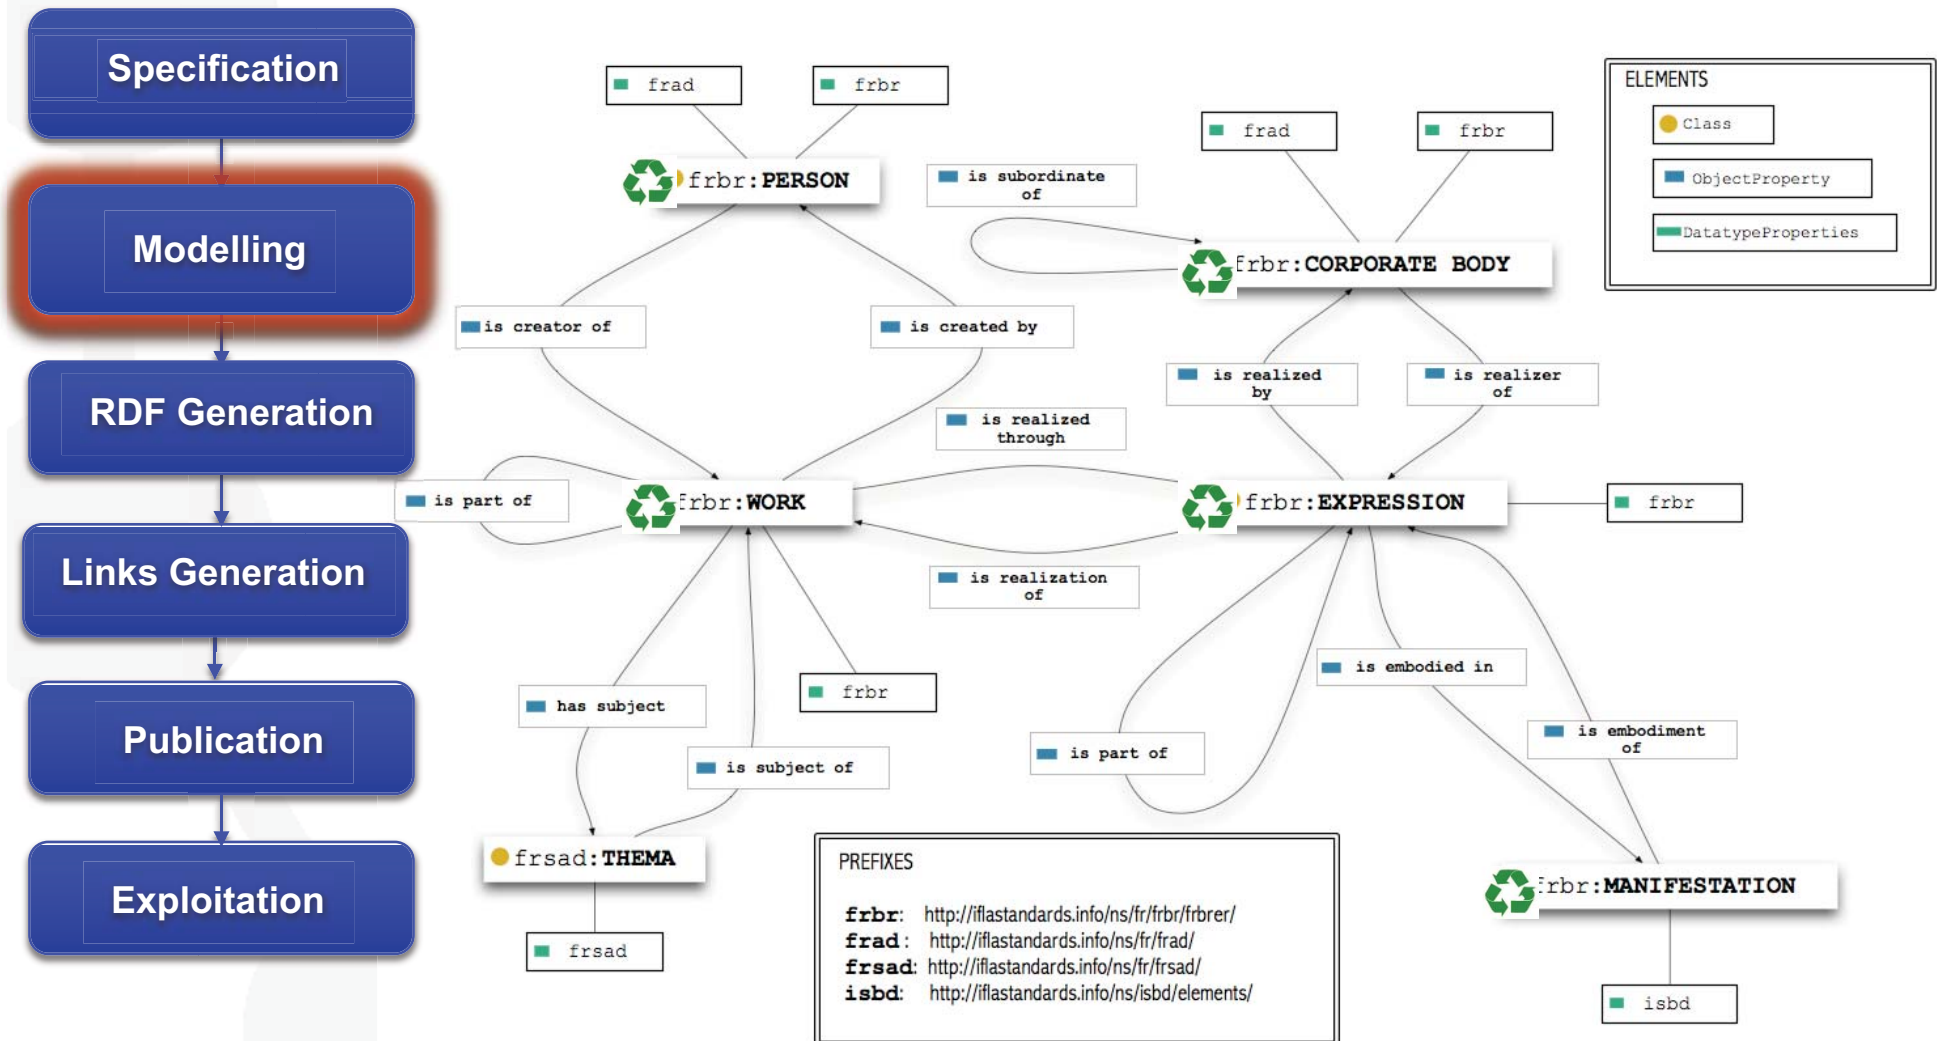 Specification
Modelling
RDF Generation
Links Generation
Publication
Exploitation
frad
frbr
frbr:PERSON
is creator of
is created by
is subordinate
of
frad
frbr
frbr:CORPORATE BODY
is realized
by
is realizer
of
is realized
through
is part of
frbr:WORK
frbr:EXPRESSION
frbr
is realization
of
has subject
is subject of
frbr
is part of
is embodied in
is embodiment
of
frsad:THEMA
frsad
frbr:MANIFESTATION
isbd
ELEMENTS
Class
ObjectProperty
DatatypeProperties
PREFIXES
frbr: http://iflastandards.info/ns/fr/frbr/frbrer/
frad: http://iflastandards.info/ns/fr/frad/
frsad: http://iflastandards.info/ns/fr/frsad/
isbd: http://iflastandards.info/ns/isbd/elements/